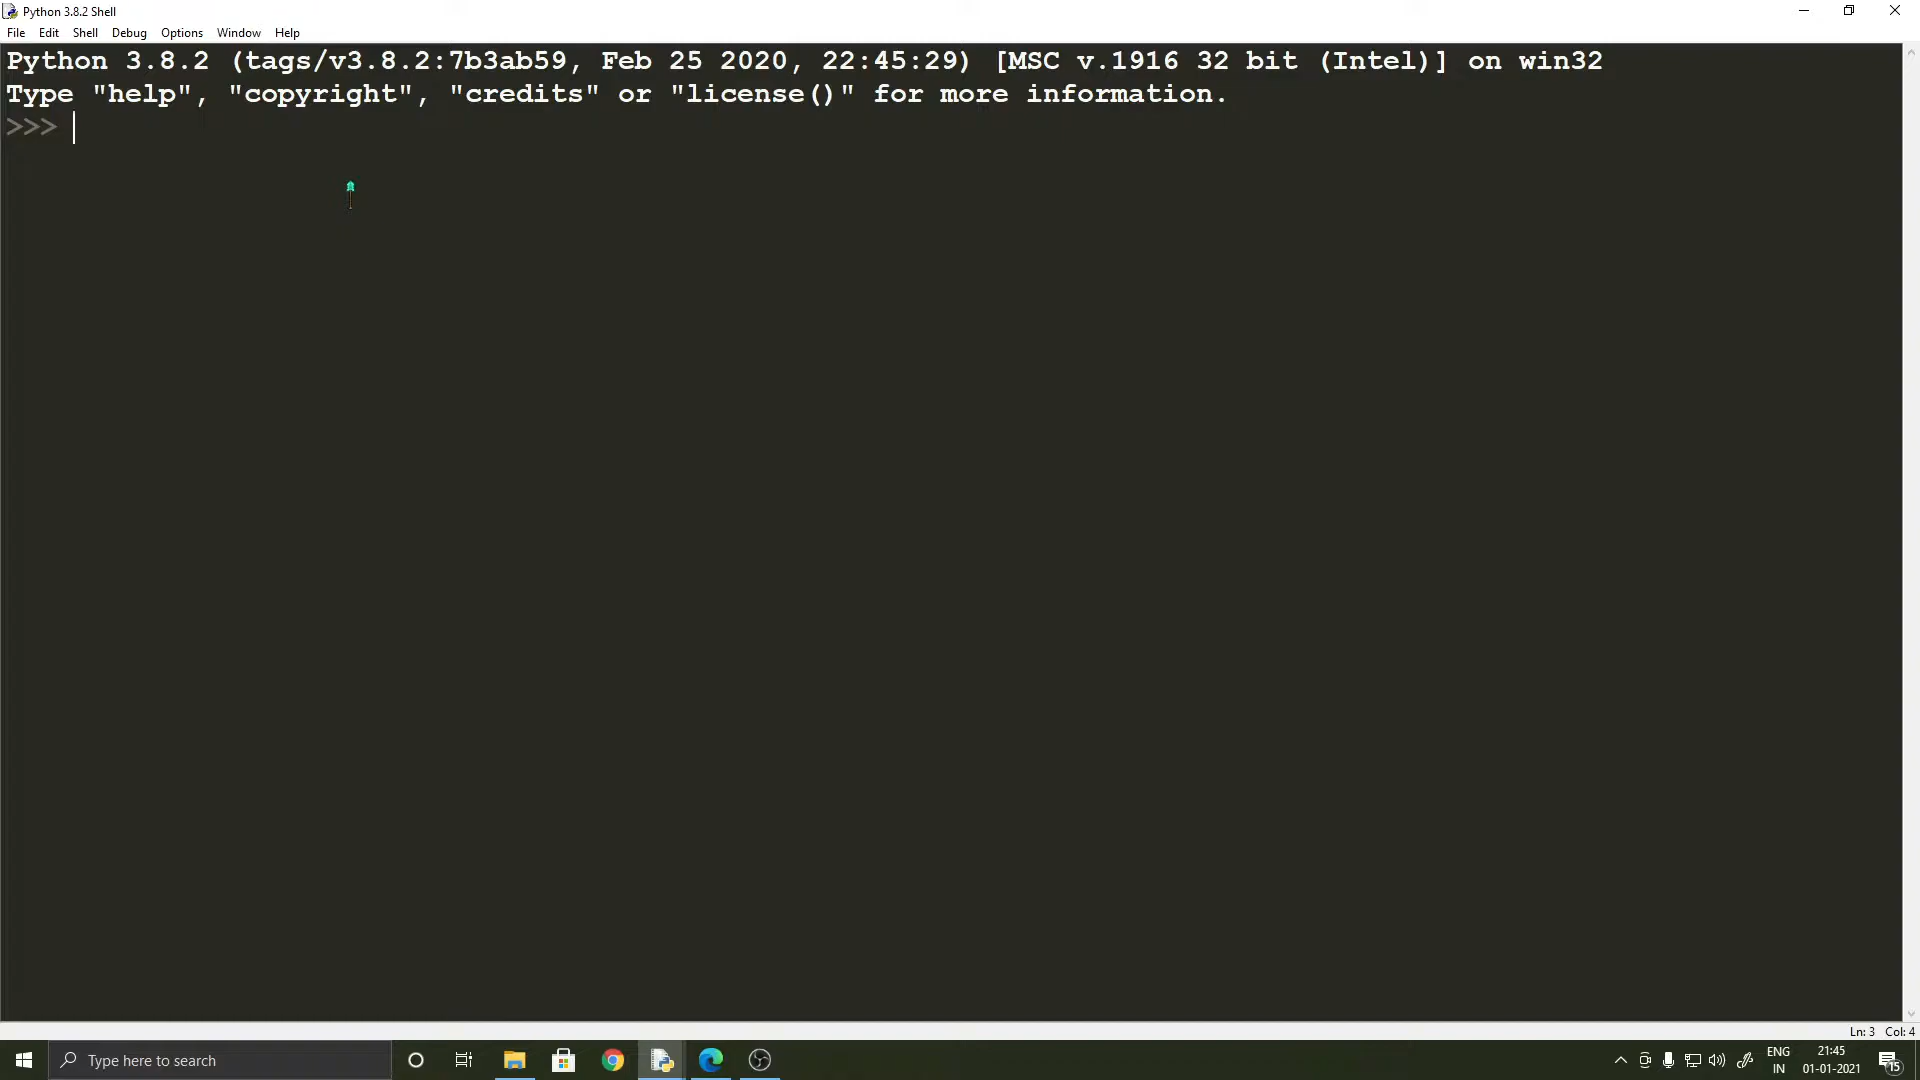 Python 3.8.2 Shell
File Edit Shell Debug Options Window Help
Python 3.8.2 (tags/v3.8.2:7b3ab59, Feb 25 2020, 22:45:29) [MSC v.1916 32 bit (Intel)] on win32
Type "help", "copyright", "credits" or "license()" for more information.
>>>
Ln: 3 Col: 4
Type here to search
ENG
IN
21:45
01-01-2021
15